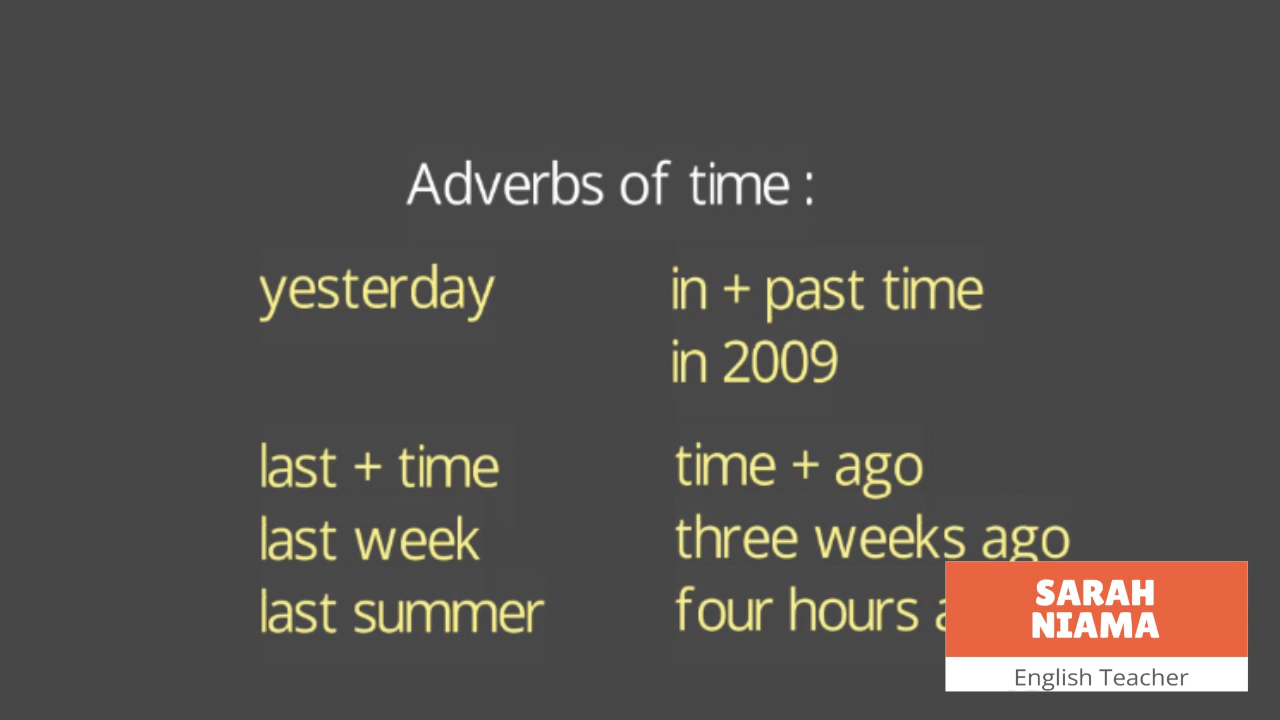 Adverbs of time :
yesterday
in + past time
in 2009
last + time
last week
last summer
time + ago
three weeks ago
four hours
SARAH
NIAMA
English Teacher